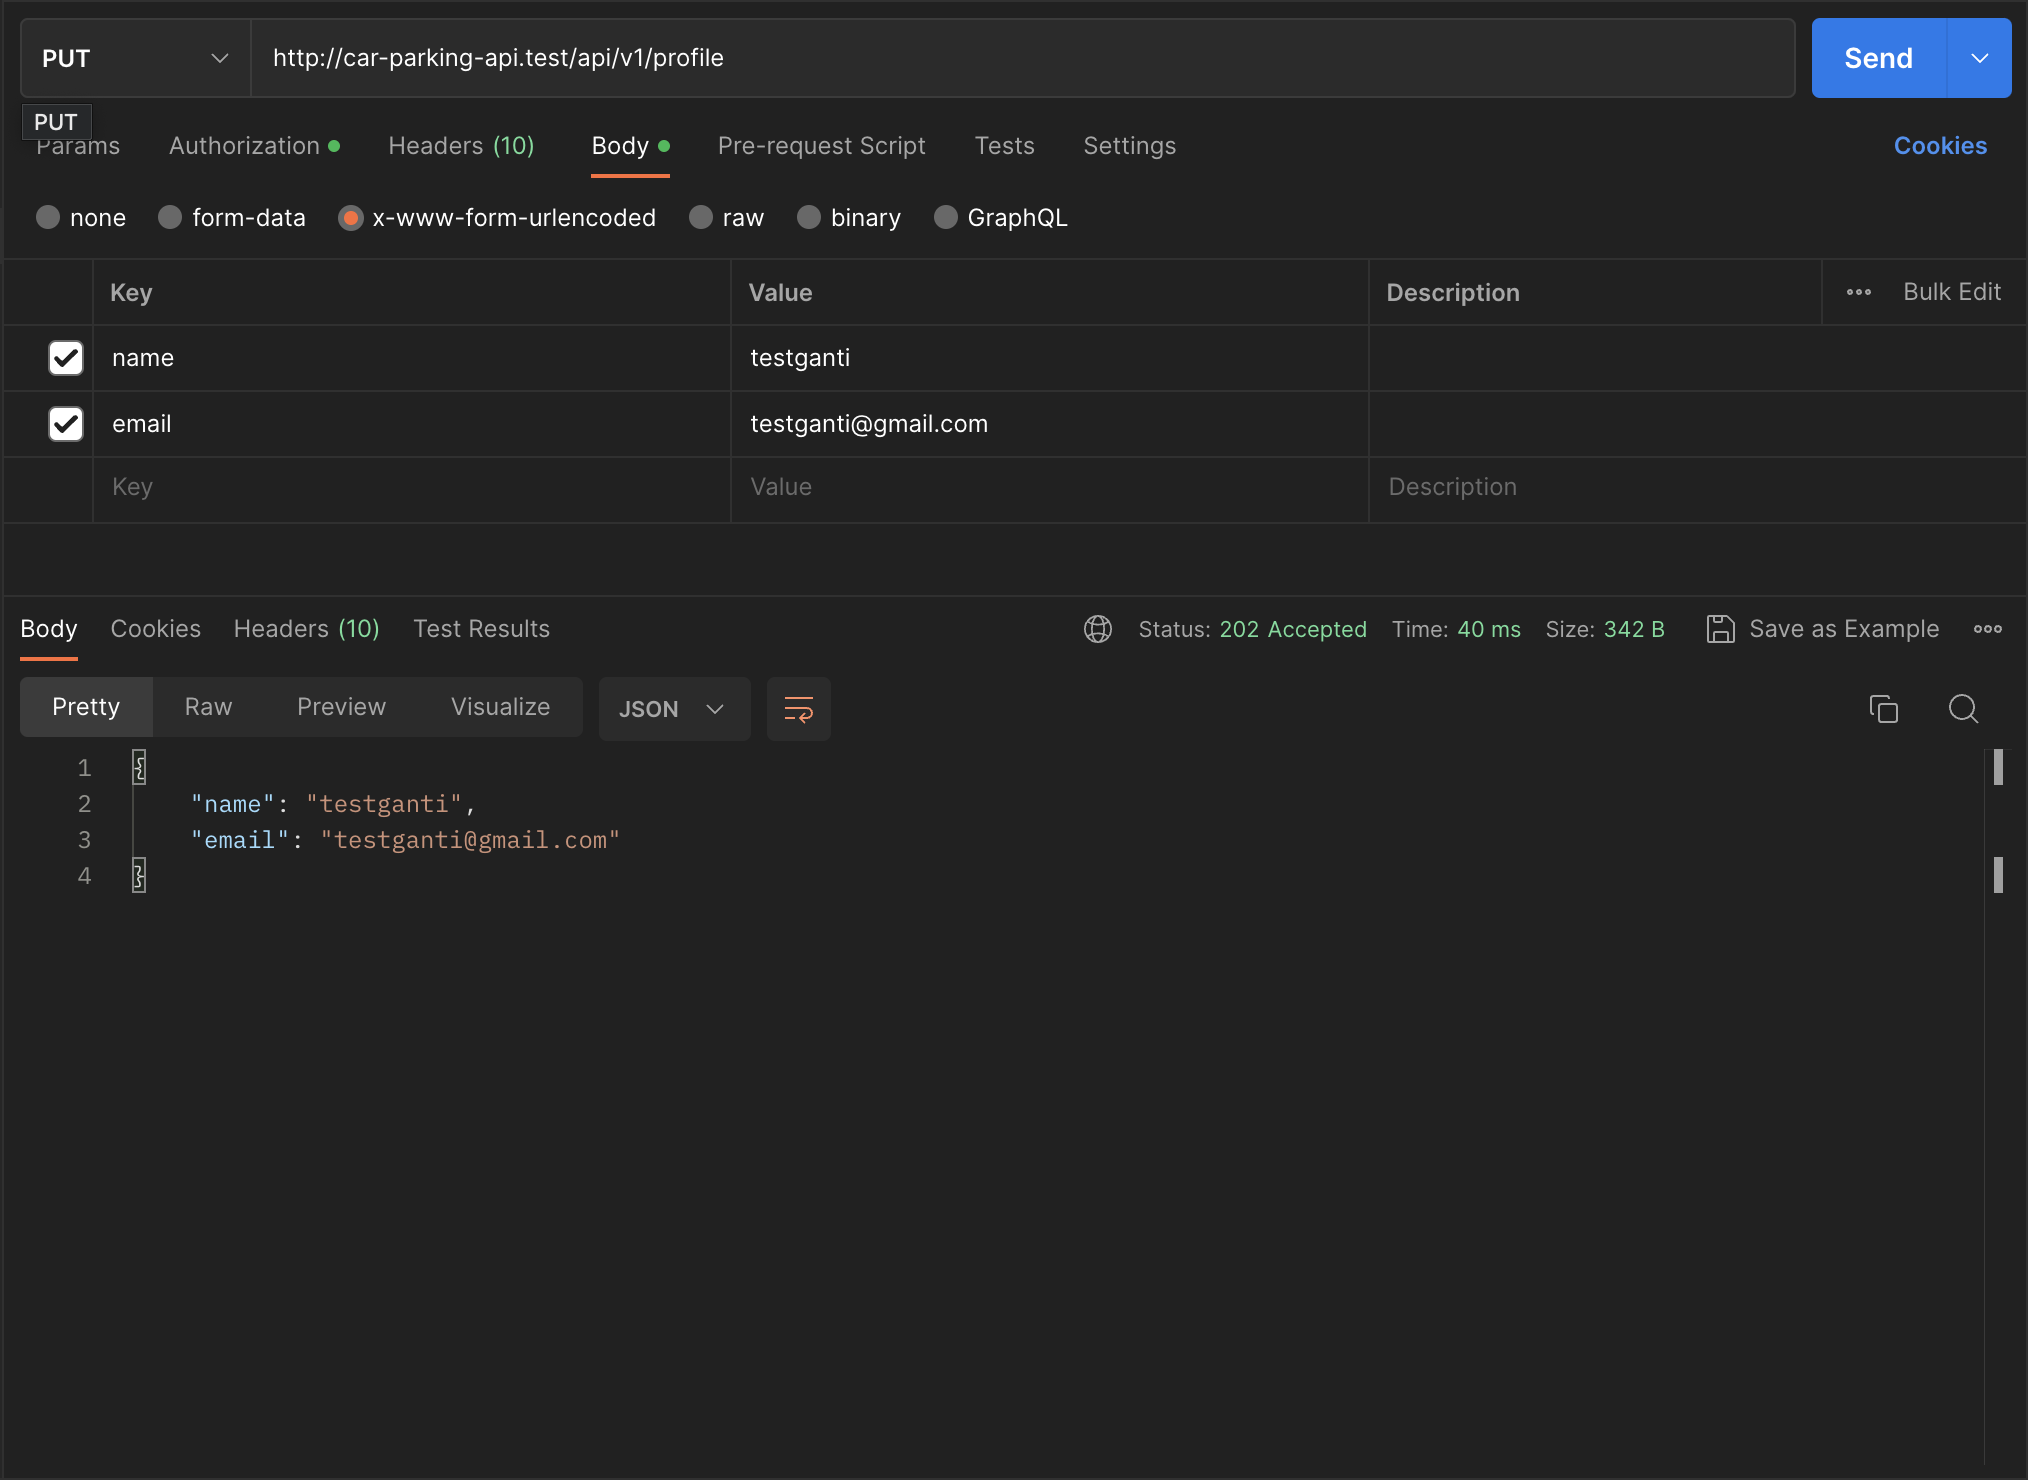 PUT http://car-parking-api.test/api/v1/profile Send
PUT
Params Authorization Headers (10) Body Pre-request Script Tests Settings Cookies
none form-data x-www-form-urlencoded raw binary GraphQL
Key Value Description Bulk Edit
name testganti
email testganti@gmail.com
Key Value Description
Body Cookies Headers (10) Test Results Status: 202 Accepted Time: 40 ms Size: 342 B Save as Example
Pretty Raw Preview Visualize JSON
1 {
2 "name": "testganti",
3 "email": "testganti@gmail.com"
4 }